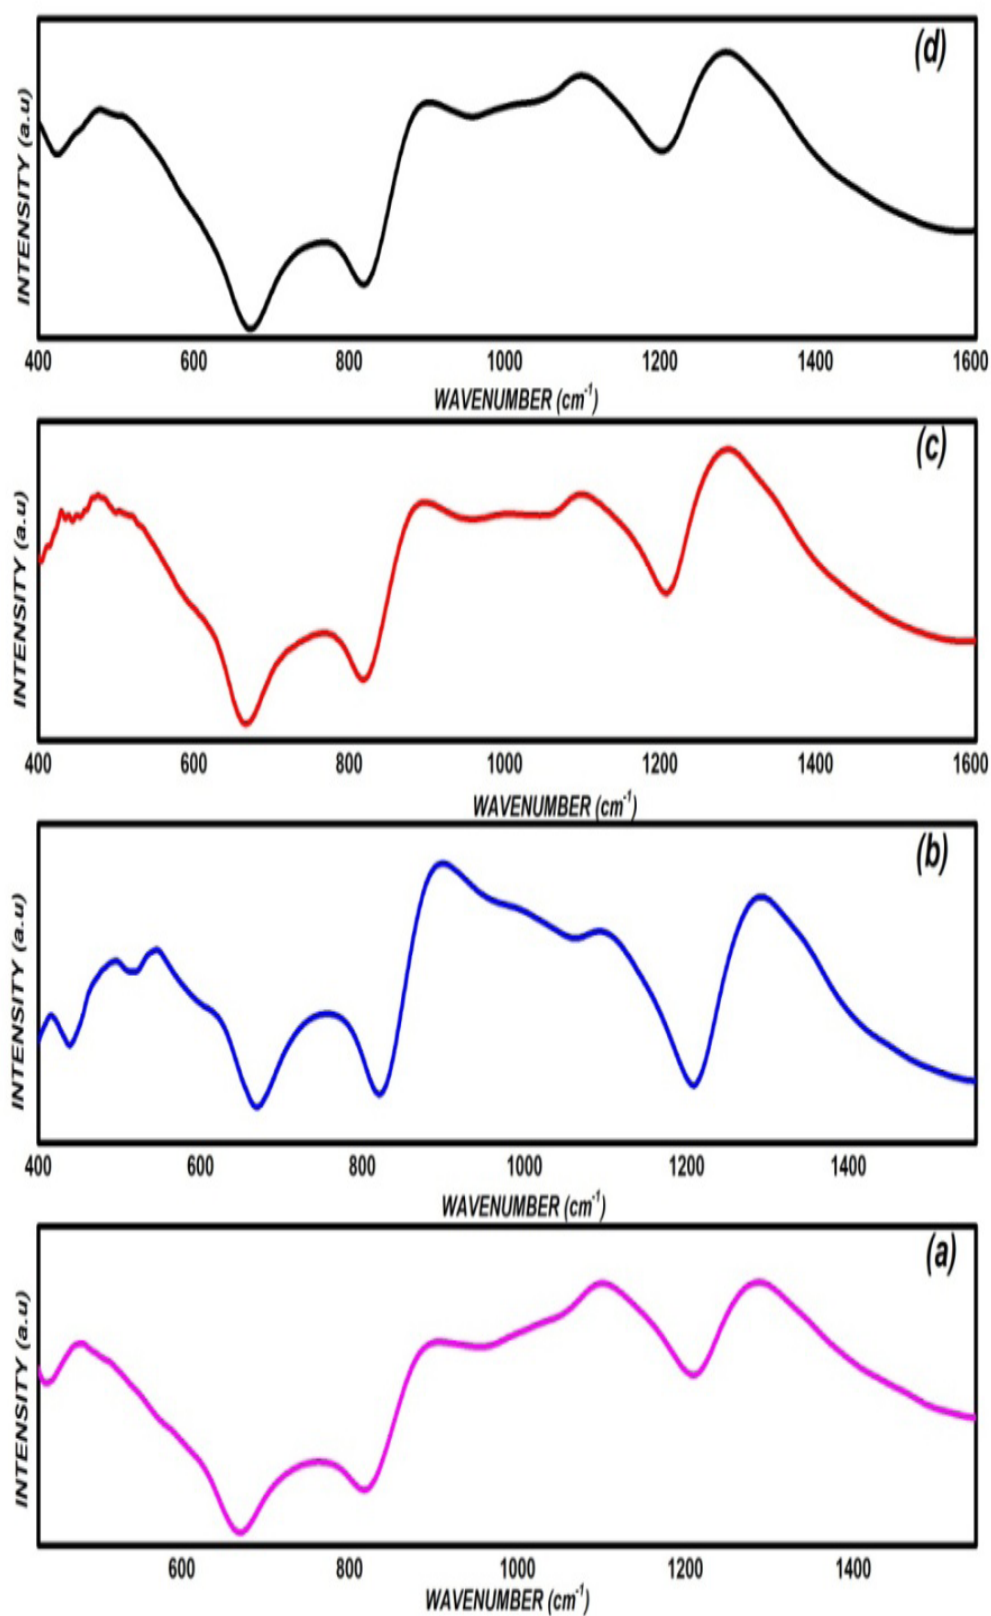 (d)
INTENSITY (a.u)
400 600 800 1000 1200 1400 1600
WAVENUMBER (cm-1)
(c)
INTENSITY (a.u)
400 600 800 1000 1200 1400 1600
WAVENUMBER (cm-1)
(b)
INTENSITY (a.u)
400 600 800 1000 1200 1400
WAVENUMBER (cm-1)
(a)
INTENSITY (a.u)
600 800 1000 1200 1400
WAVENUMBER (cm-1)